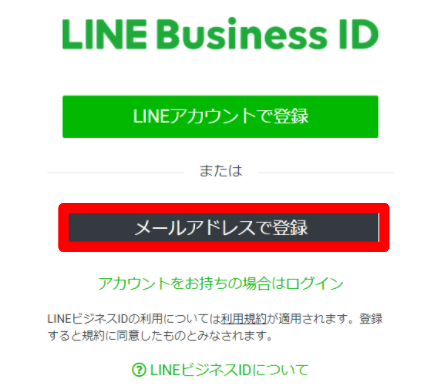 LINE Business ID
LINEアカウントで登録
または
メールアドレスで登録
アカウントをお持ちの場合はログイン
LINEビジネスIDの利用については利用規約が適用されます。登録
すると規約に同意したものとみなされます。
? LINEビジネスIDについて